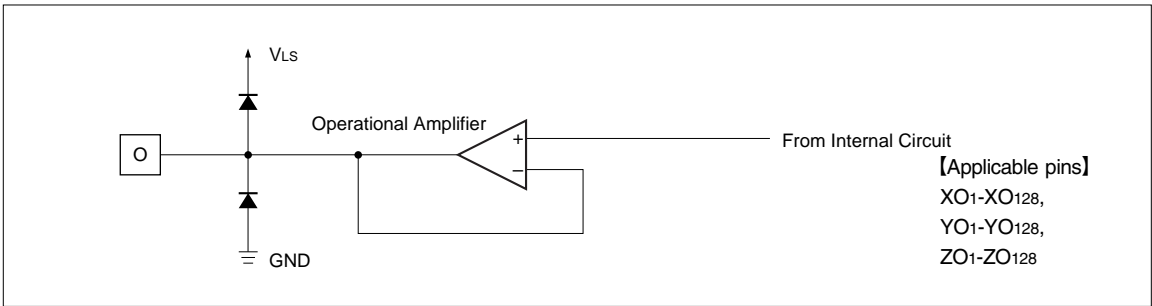 VLS
Operational Amplifier
O
+
−
From Internal Circuit
【Applicable pins】
XO1-XO128,
YO1-YO128,
ZO1-ZO128
GND